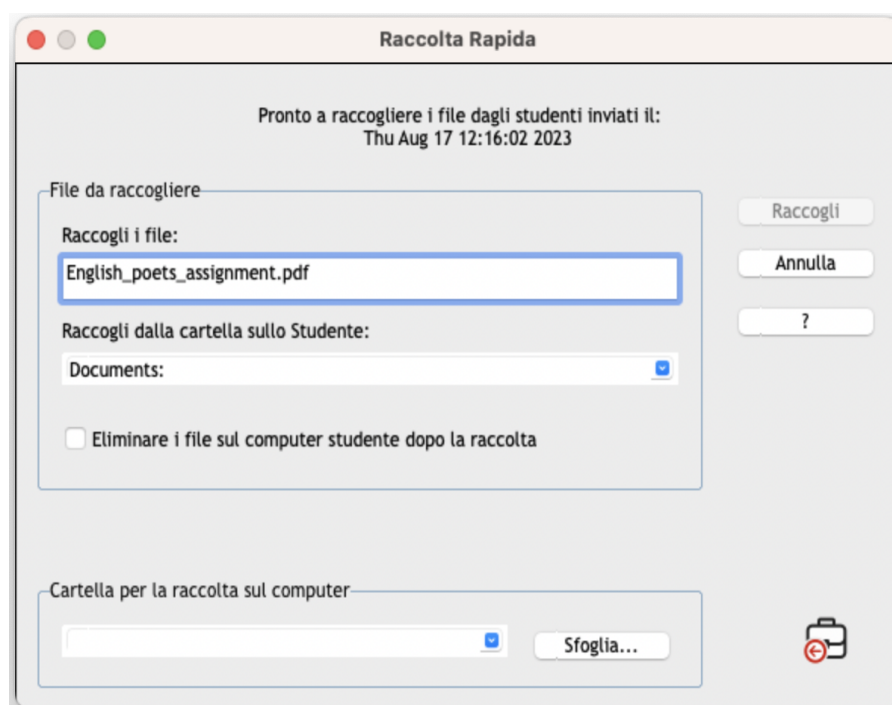 Raccolta Rapida
Pronto a raccogliere i file dagli studenti inviati il:
Thu Aug 17 12:16:02 2023
File da raccogliere
Raccogli i file:
English_poets_assignment.pdf
Raccogli dalla cartella sullo Studente:
Documents:
Eliminare i file sul computer studente dopo la raccolta
Raccogli
Annulla
?
Cartella per la raccolta sul computer
Sfoglia...